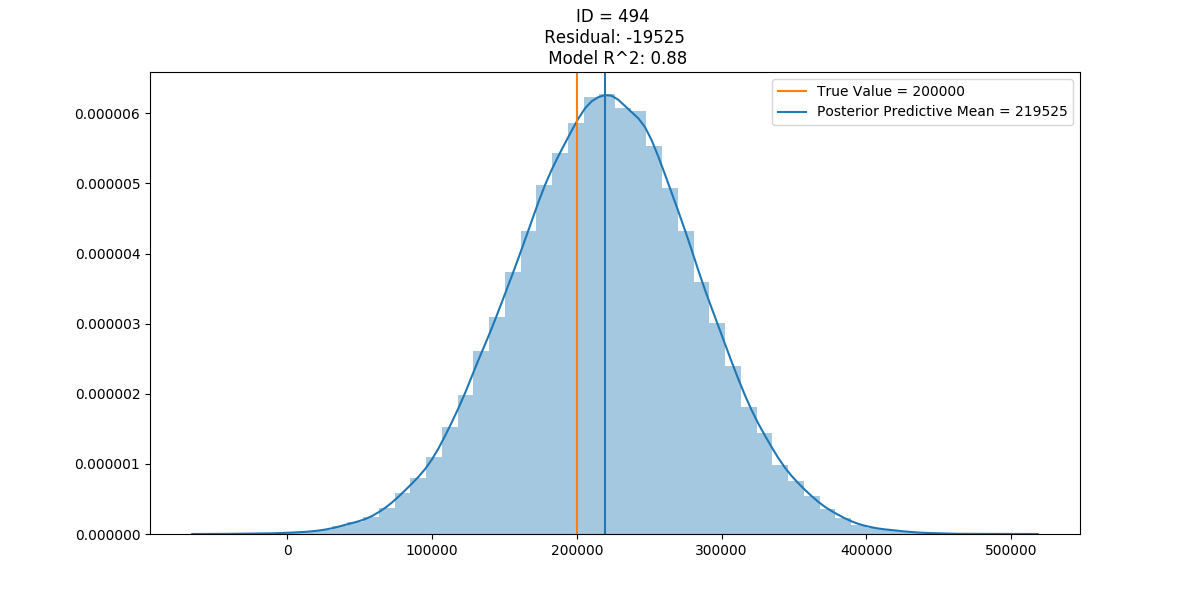 ID = 494
Residual: -19525
Model R^2: 0.88
True Value = 200000
Posterior Predictive Mean = 219525
0.000006
0.000005
0.000004
0.000003
0.000002
0.000001
0.000000
0 100000 200000 300000 400000 500000